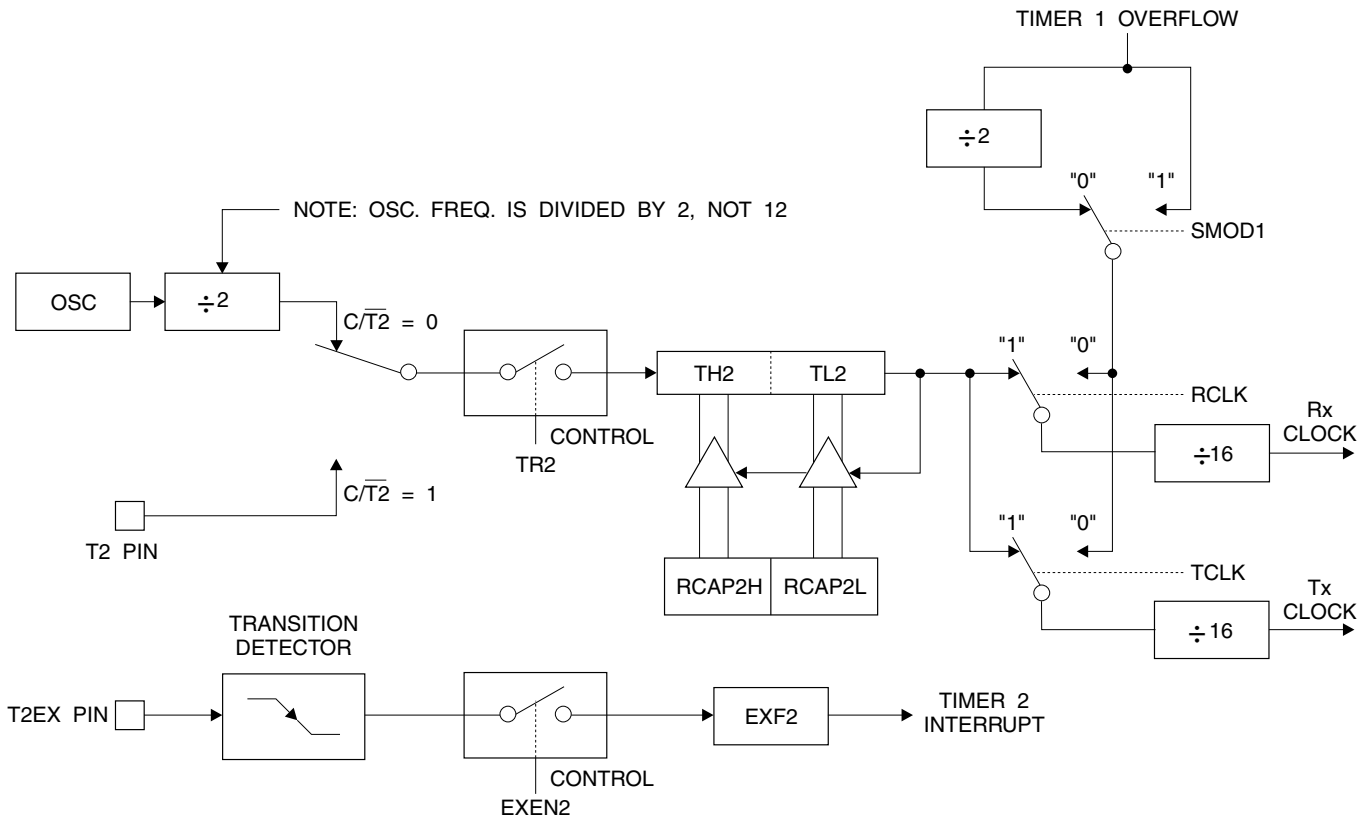 TIMER 1 OVERFLOW
÷2
"0" "1"
NOTE: OSC. FREQ. IS DIVIDED BY 2, NOT 12
SMOD1
OSC
÷2
C/T̅2̅ = 0
"1" "0"
TH2 TL2
RCLK
Rx
CLOCK
CONTROL
TR2
÷16
C/T̅2̅ = 1
T2 PIN
"1" "0"
RCAP2H RCAP2L
TCLK
Tx
CLOCK
TRANSITION
DETECTOR
÷16
T2EX PIN
EXF2
TIMER 2
INTERRUPT
CONTROL
EXEN2